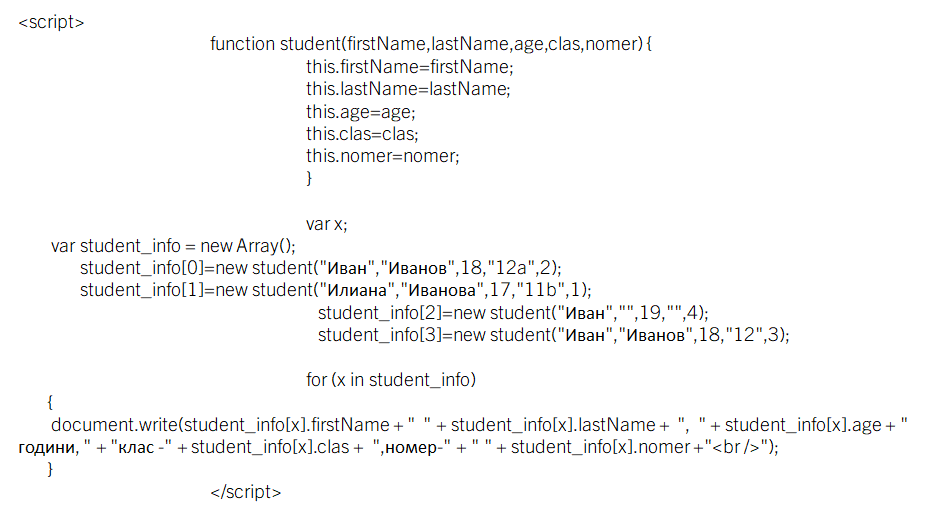 <script>
function student(firstName,lastName,age,clas,nomer) {
this.firstName=firstName;
this.lastName=lastName;
this.age=age;
this.clas=clas;
this.nomer=nomer;
}
var x;
var student_info = new Array();
student_info[0]=new student("Иван","Иванов",18,"12a",2);
student_info[1]=new student("Илиана","Иванова",17,"11b",1);
student_info[2]=new student("Иван","",19,"",4);
student_info[3]=new student("Иван","Иванов",18,"12",3);
for (x in student_info)
{
document.write(student_info[x].firstName + "  " + student_info[x].lastName + ",  " + student_info[x].age + "
години, " + "клас -" + student_info[x].clas +  ",номер-" + " " + student_info[x].nomer +"<br />");
}
</script>